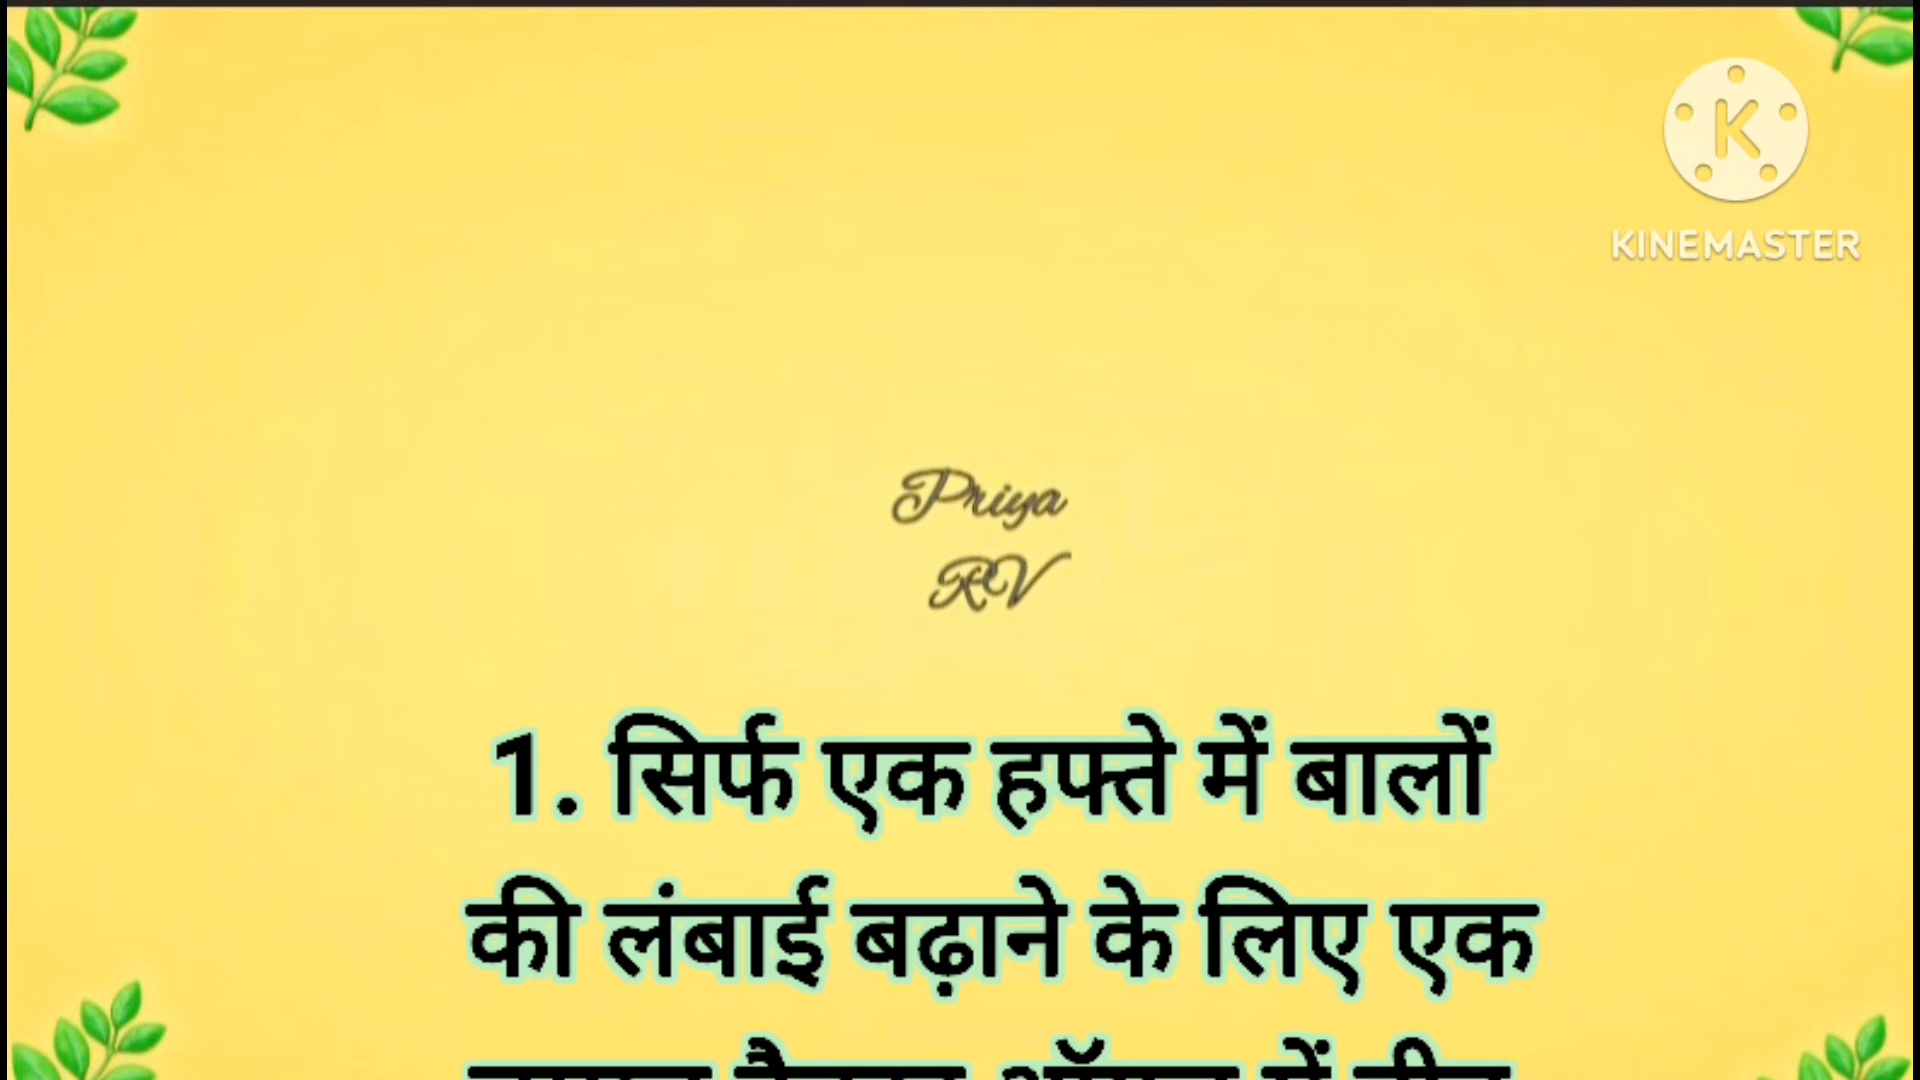 KINEMASTER
Priya
RV
1. सिर्फ एक हफ्ते में बालों
की लंबाई बढ़ाने के लिए एक
में